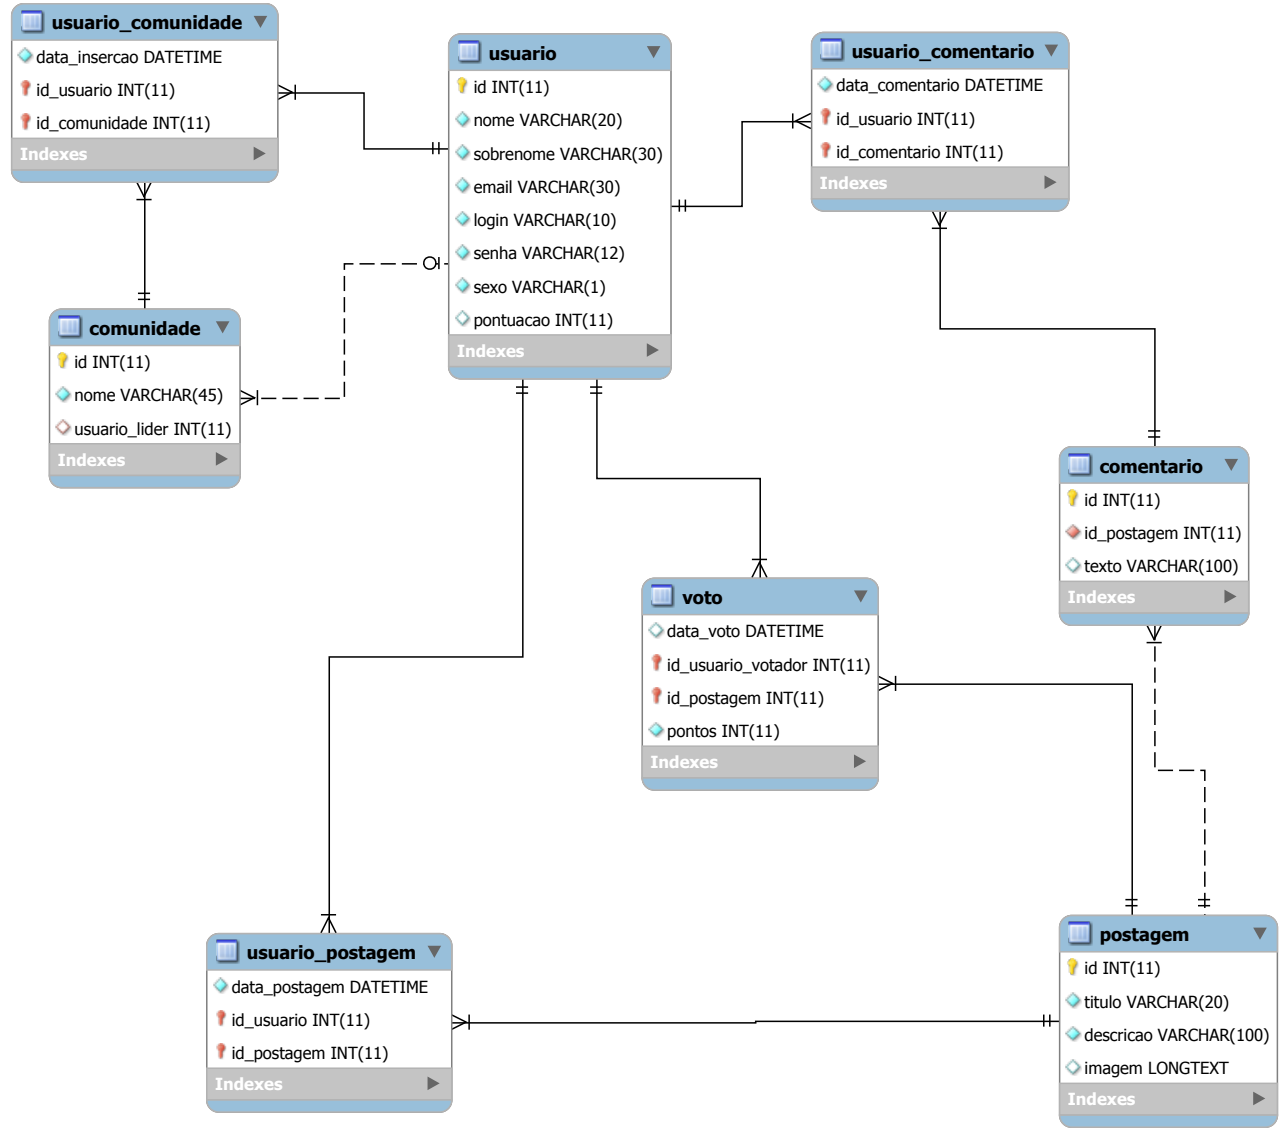 usuario_comunidade
data_insercao DATETIME
id_usuario INT(11)
id_comunidade INT(11)
Indexes
usuario
id INT(11)
nome VARCHAR(20)
sobrenome VARCHAR(30)
email VARCHAR(30)
login VARCHAR(10)
senha VARCHAR(12)
sexo VARCHAR(1)
pontuacao INT(11)
Indexes
usuario_comentario
data_comentario DATETIME
id_usuario INT(11)
id_comentario INT(11)
Indexes
comunidade
id INT(11)
nome VARCHAR(45)
usuario_lider INT(11)
Indexes
comentario
id INT(11)
id_postagem INT(11)
texto VARCHAR(100)
Indexes
voto
data_voto DATETIME
id_usuario_votador INT(11)
id_postagem INT(11)
pontos INT(11)
Indexes
usuario_postagem
data_postagem DATETIME
id_usuario INT(11)
id_postagem INT(11)
Indexes
postagem
id INT(11)
titulo VARCHAR(20)
descricao VARCHAR(100)
imagem LONGTEXT
Indexes